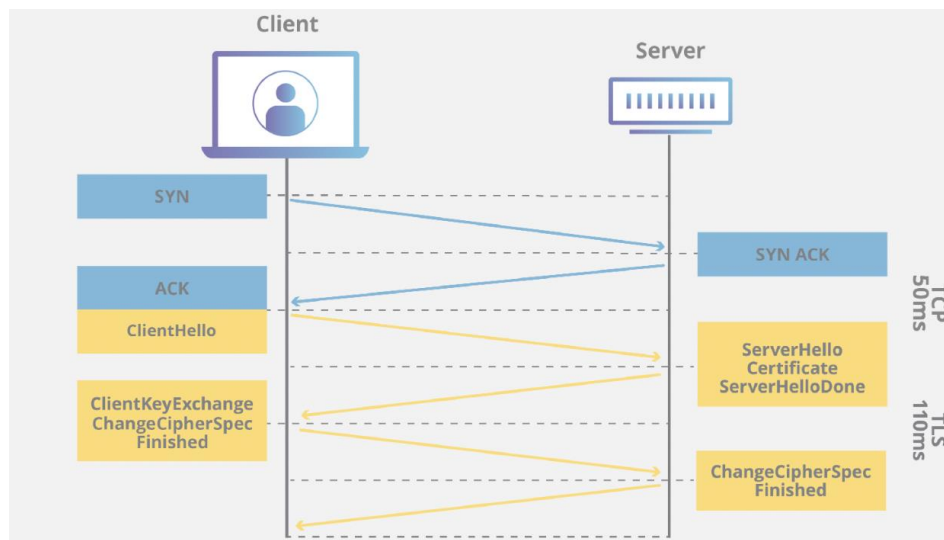 Client
Server
SYN
SYN ACK
ACK
ClientHello
TCP
50ms
ServerHello
Certificate
ServerHelloDone
ClientKeyExchange
ChangeCipherSpec
Finished
TLS
110ms
ChangeCipherSpec
Finished